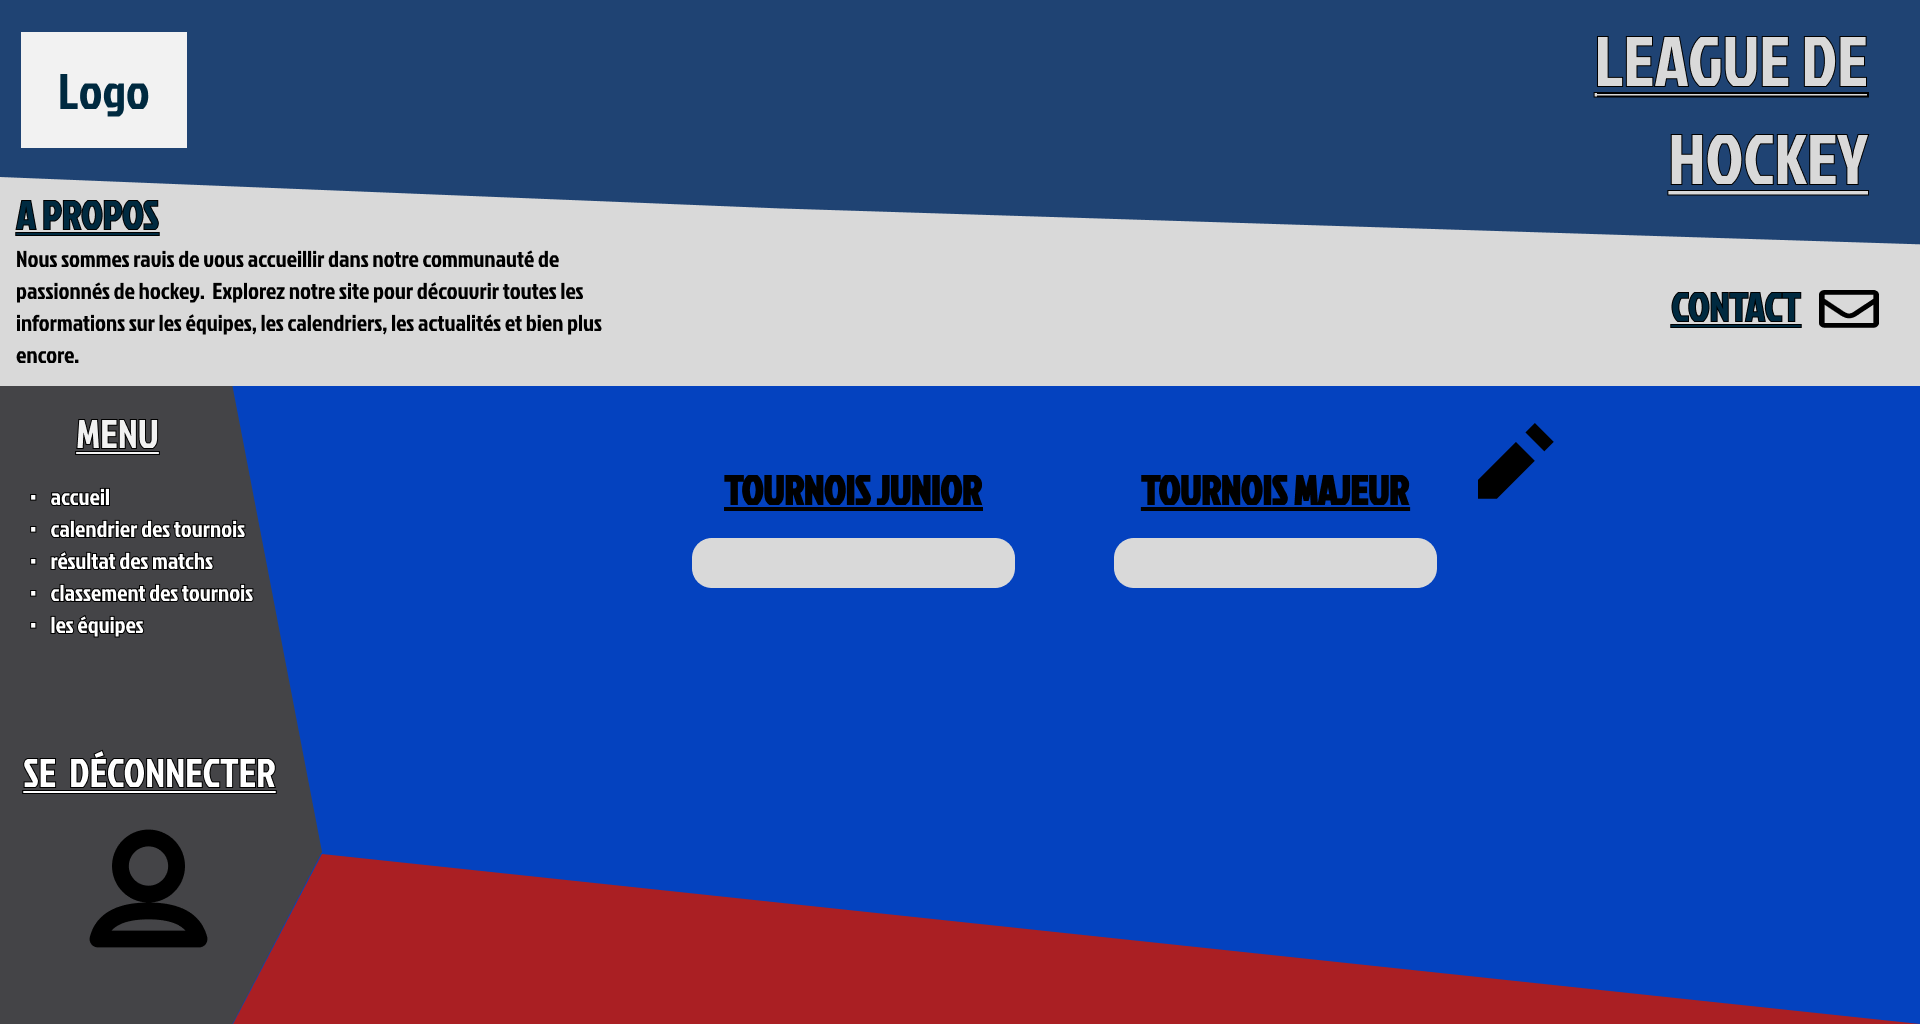 Logo
LEAGUE DE
HOCKEY
A PROPOS
Nous sommes ravis de vous accueillir dans notre communauté de
passionnés de hockey.  Explorez notre site pour découvrir toutes les
informations sur les équipes, les calendriers, les actualités et bien plus
encore.
CONTACT
MENU
▪ accueil
▪ calendrier des tournois
▪ résultat des matchs
▪ classement des tournois
▪ les équipes
SE  DÉCONNECTER
TOURNOIS JUNIOR
TOURNOIS MAJEUR